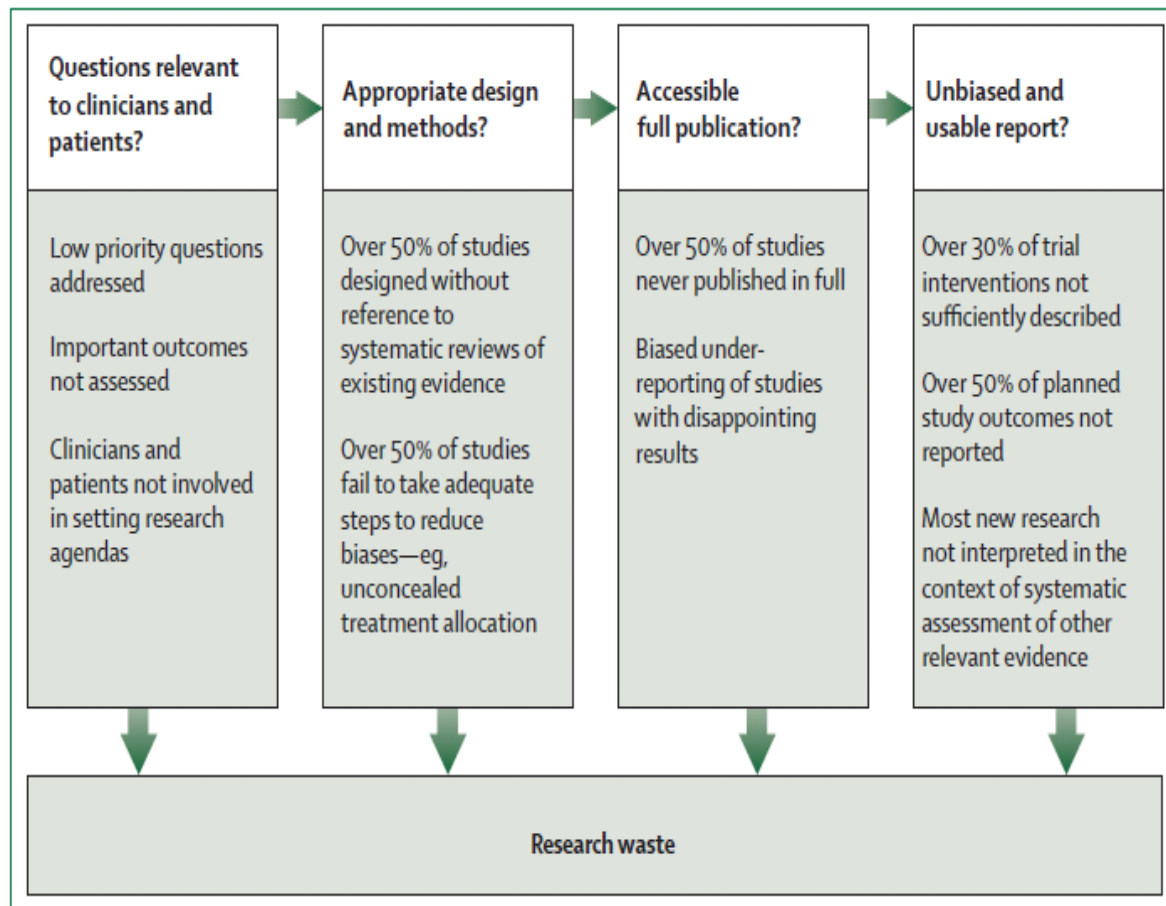 Questions relevant
to clinicians and
patients?
Low priority questions
addressed
Important outcomes
not assessed
Clinicians and
patients not involved
in setting research
agendas
Appropriate design
and methods?
Over 50% of studies
designed without
reference to
systematic reviews of
existing evidence
Over 50% of studies
fail to take adequate
steps to reduce
biases—eg,
unconcealed
treatment allocation
Accessible
full publication?
Over 50% of studies
never published in full
Biased under-
reporting of studies
with disappointing
results
Unbiased and
usable report?
Over 30% of trial
interventions not
sufficiently described
Over 50% of planned
study outcomes not
reported
Most new research
not interpreted in the
context of systematic
assessment of other
relevant evidence
Research waste